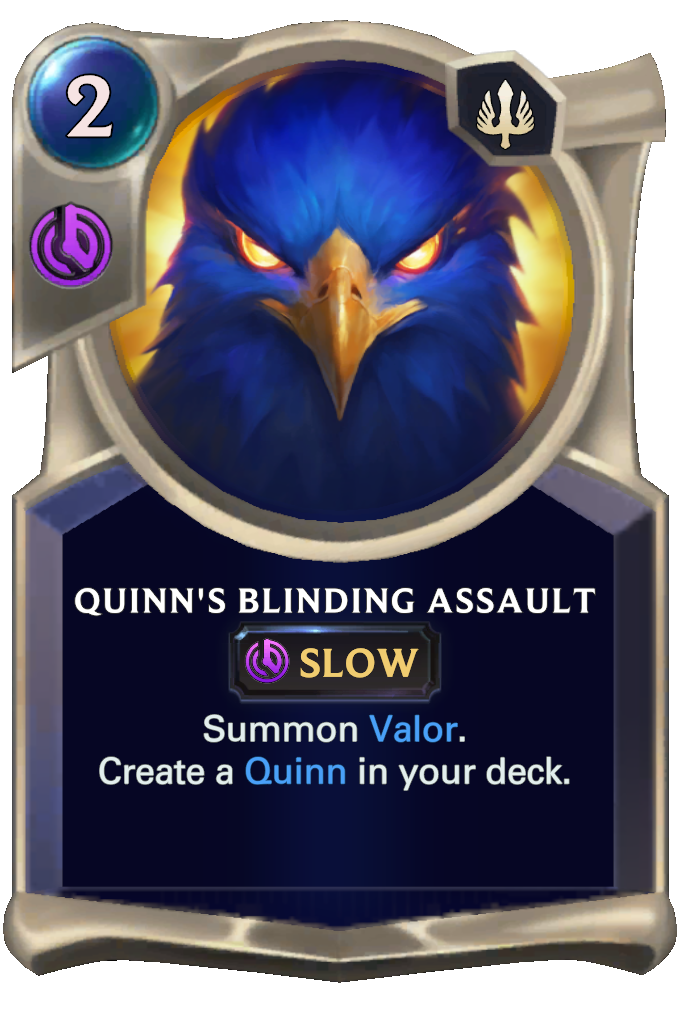 2
QUINN'S BLINDING ASSAULT
SLOW
Summon Valor.
Create a Quinn in your deck.